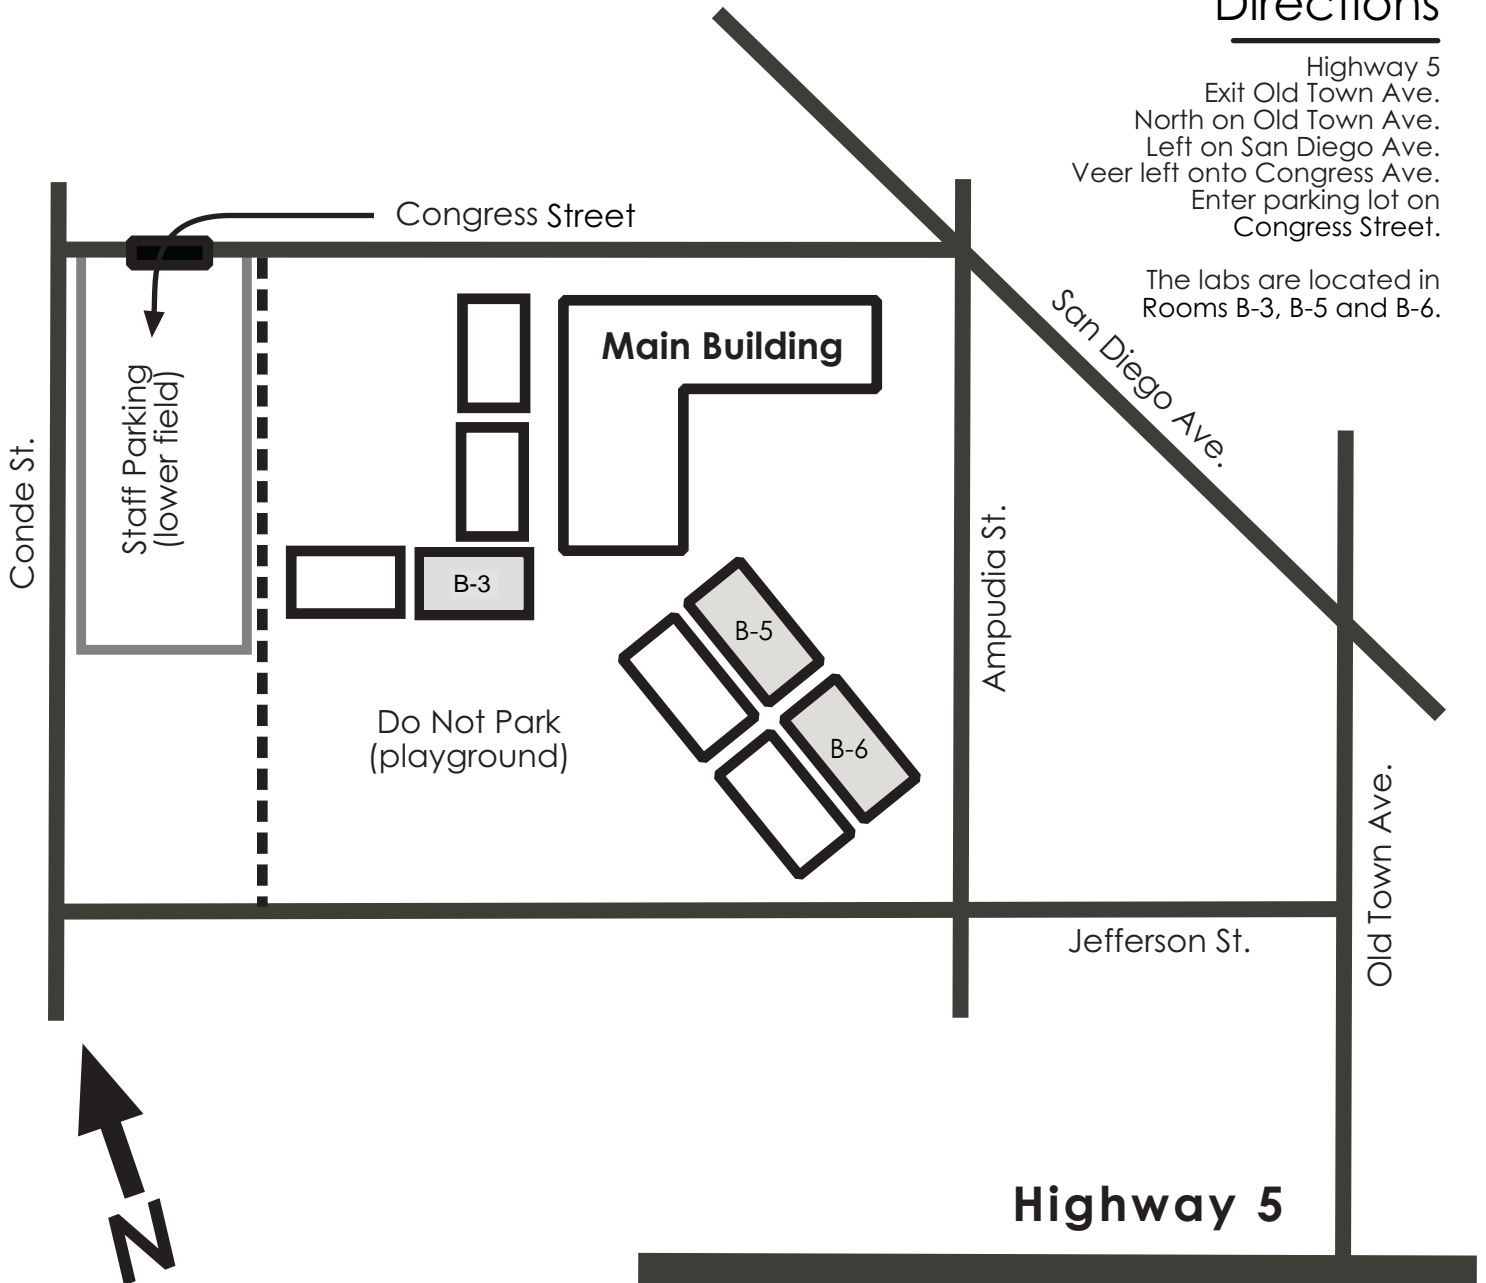 Directions
Highway 5
Exit Old Town Ave.
North on Old Town Ave.
Left on San Diego Ave.
Veer left onto Congress Ave.
Enter parking lot on
Congress Street.
The labs are located in
Rooms B-3, B-5 and B-6.
Congress Street
Main Building
San Diego Ave.
Staff Parking
(lower field)
Conde St.
B-3
B-5
B-6
Ampudia St.
Do Not Park
(playground)
Old Town Ave.
Jefferson St.
Highway 5
N